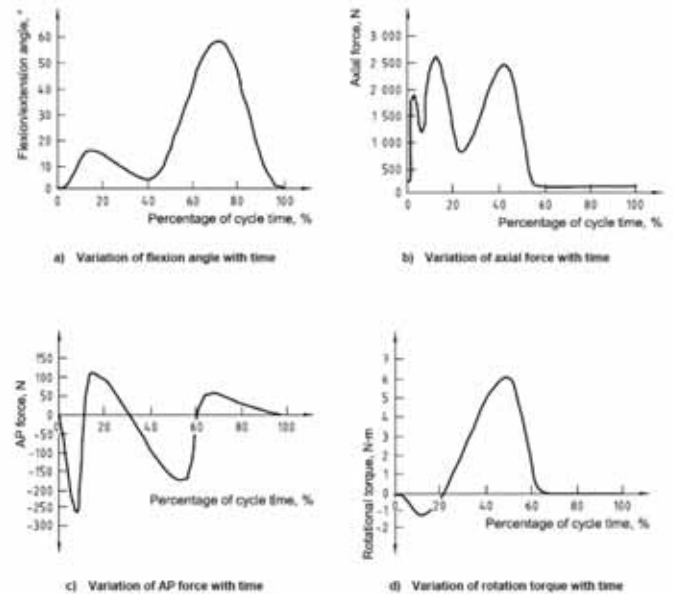 Flexion/extension angle, °
60
50
40
30
20
10
0
0 20 40 60 80 100
Percentage of cycle time, %
a) Variation of flexion angle with time
Axial force, N
3 000
2 500
2 000
1 500
1 000
500
0
0 20 40 60 80 100
Percentage of cycle time, %
b) Variation of axial force with time
AP force, N
150
100
50
0
-50
-100
-150
-200
-250
-300
20 40 60 80 100
Percentage of cycle time, %
c) Variation of AP force with time
Rotational torque, N·m
7
6
5
4
3
2
1
0
-1
-2
20 40 60 80 100
Percentage of cycle time, %
d) Variation of rotation torque with time